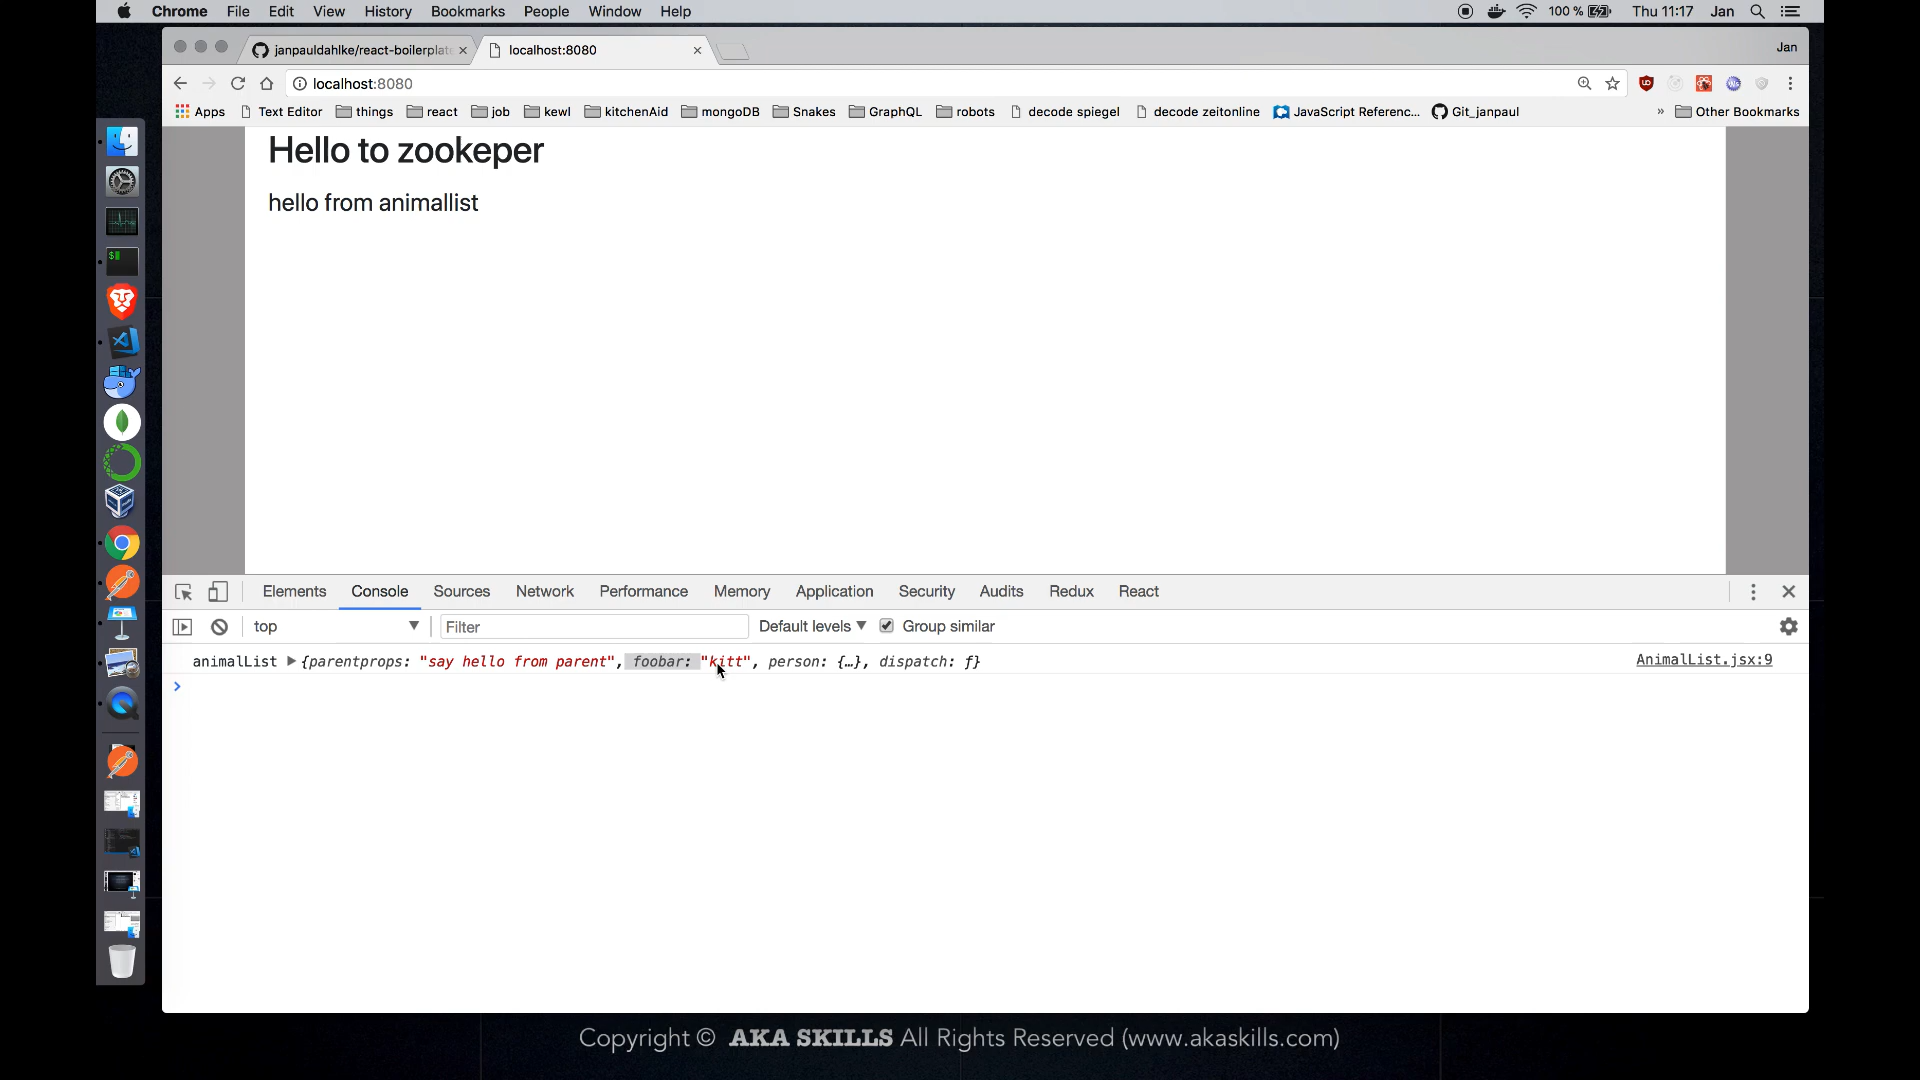 Chrome File Edit View History Bookmarks People Window Help 100 % Thu 11:17 Jan
janpauldahlke/react-boilerplate localhost:8080 Jan
localhost:8080
Apps Text Editor things react job kewl kitchenAid mongoDB Snakes GraphQL robots decode spiegel decode zeitonline JavaScript Referenc... Git_janpaul » Other Bookmarks
Hello to zookeper
hello from animallist
Elements Console Sources Network Performance Memory Application Security Audits Redux React
top Filter Default levels Group similar
animalList {parentprops: "say hello from parent", foobar: "kitt", person: {…}, dispatch: ƒ} AnimalList.jsx:9
Copyright © AKA SKILLS All Rights Reserved (www.akaskills.com)